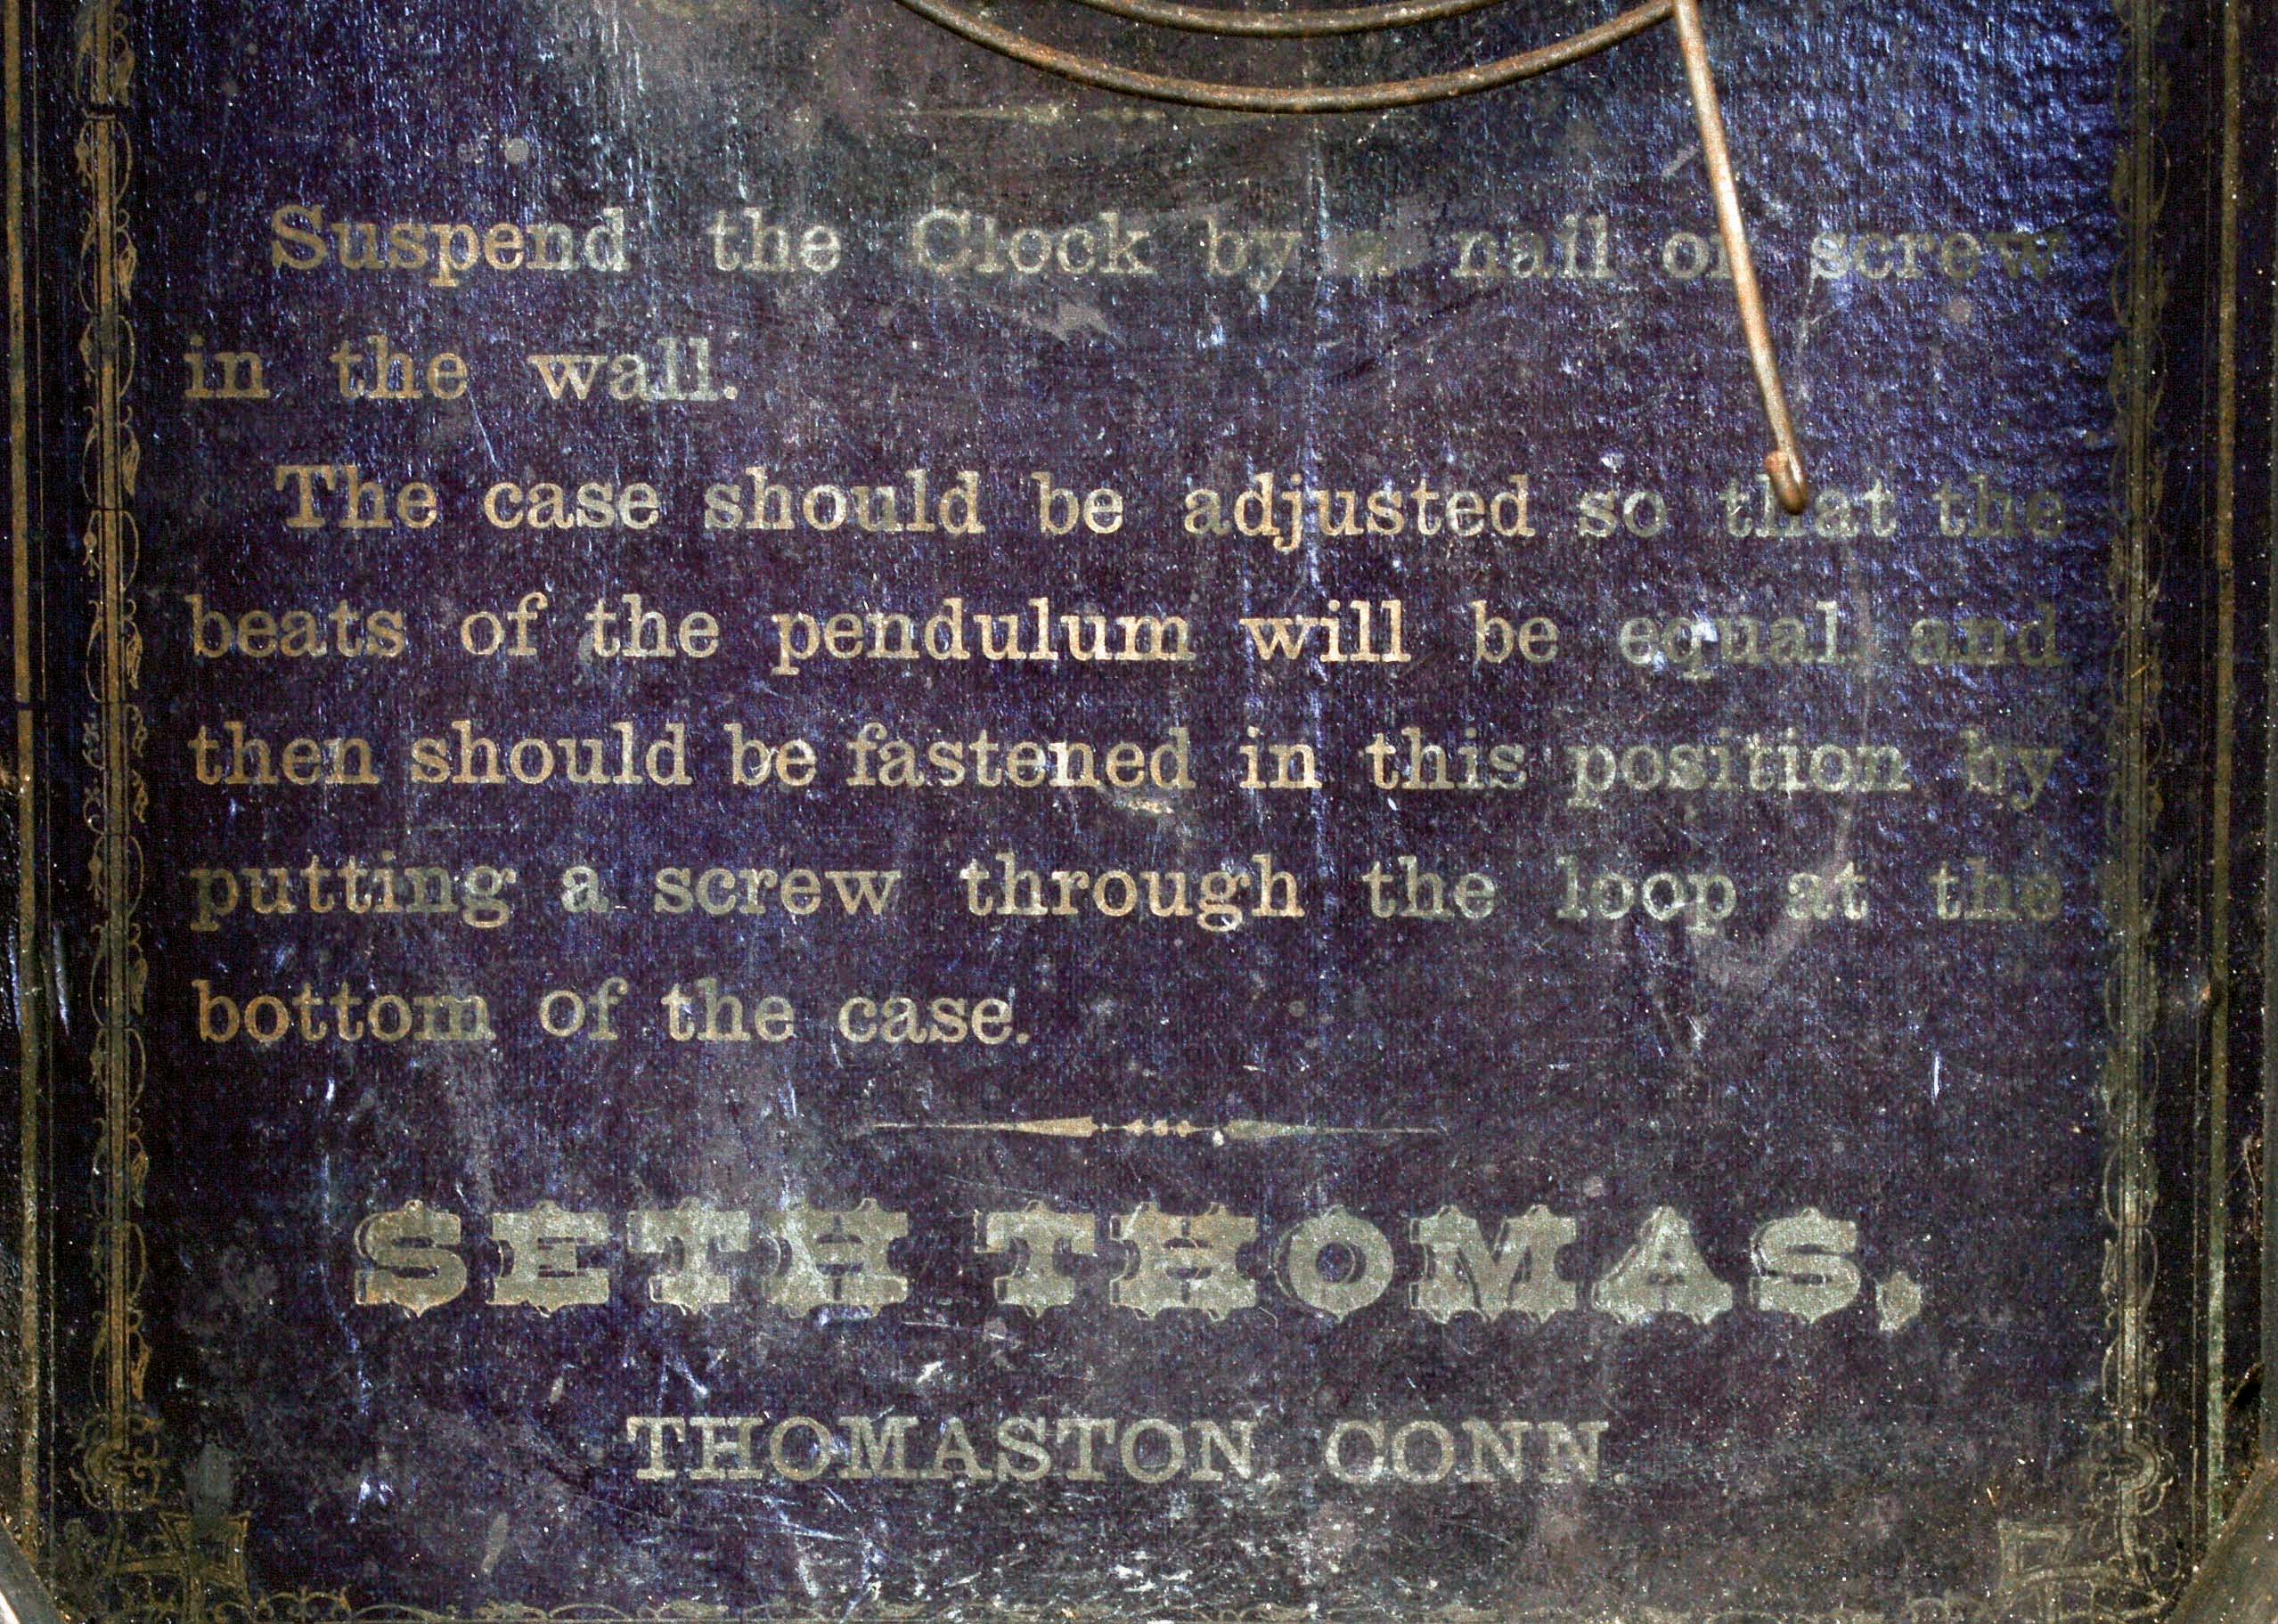 Suspend the Clock by a nail or screw
in the wall.
The case should be adjusted so that the
beats of the pendulum will be equal and
then should be fastened in this position by
putting a screw through the loop at the
bottom of the case.
SETH THOMAS,
THOMASTON, CONN.